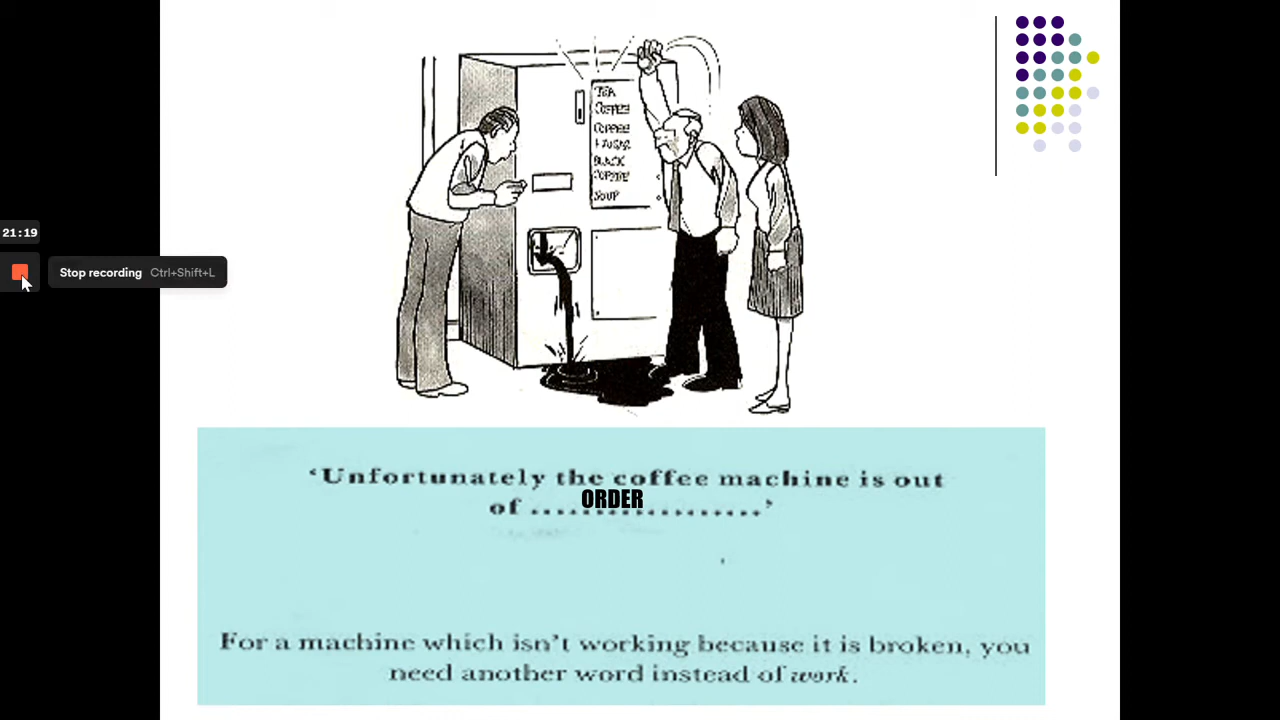 TEA
COFFEE
COFFEE
+ SUGAR
BLACK
COFFEE
SOUP
21:19
Stop recording Ctrl+Shift+L
‘Unfortunately the coffee machine is out
of ..................’
ORDER
For a machine which isn’t working because it is broken, you
need another word instead of work.